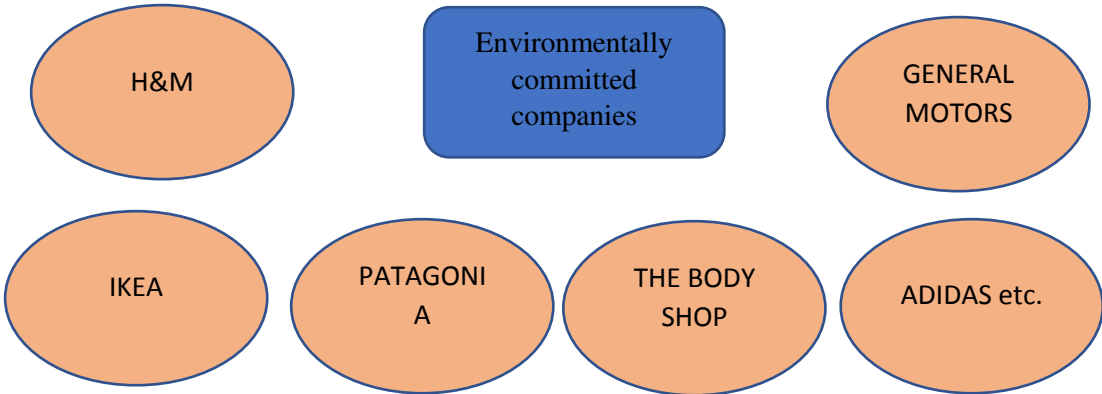 H&M
Environmentally
committed
companies
GENERAL
MOTORS
IKEA
PATAGONI
A
THE BODY
SHOP
ADIDAS etc.